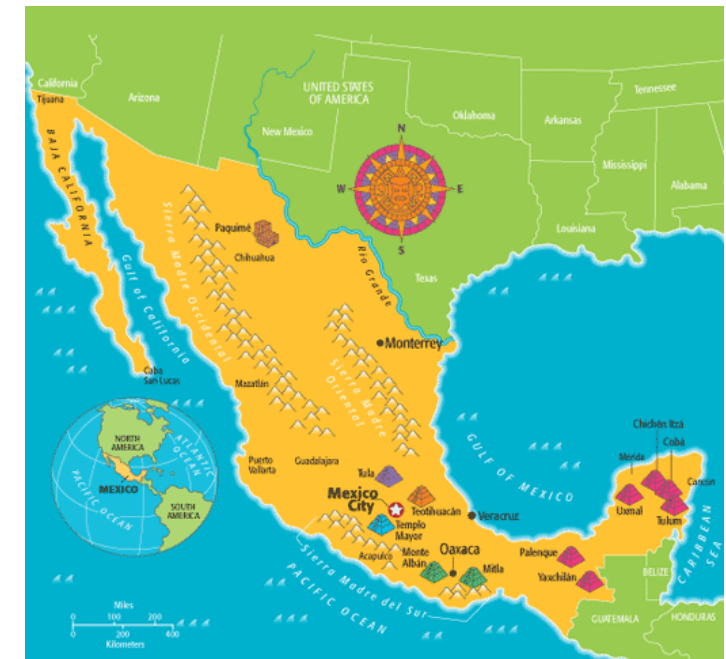 California
Tijuana
Arizona
UNITED STATES
OF AMERICA
New Mexico
Oklahoma
Arkansas
Tennessee
Mississippi
Alabama
Louisiana
Texas
N
W
E
S
BAJA CALIFORNIA
Gulf of California
Sierra Madre Occidental
Paquimé
Chihuahua
Rio Grande
Monterrey
Sierra Madre
Oriental
Caba
San Lucas
Mazatlán
Puerto
Vallarta
Guadalajara
Tula
Mexico
City
Teotihuacán
Templo
Mayor
Veracruz
GULF OF MEXICO
Chichén Itzá
Cobá
Mérida
Cancún
Uxmal
Tulum
CARIBBEAN
SEA
Acapulco
Monte
Albán
Oaxaca
Mitla
Palenque
Yaxchilán
BELIZE
GUATEMALA
HONDURAS
Sierra Madre del Sur
PACIFIC OCEAN
NORTH
AMERICA
ATLANTIC
OCEAN
MEXICO
PACIFIC OCEAN
SOUTH
AMERICA
Miles
0 100 200
0 200 400
Kilometers